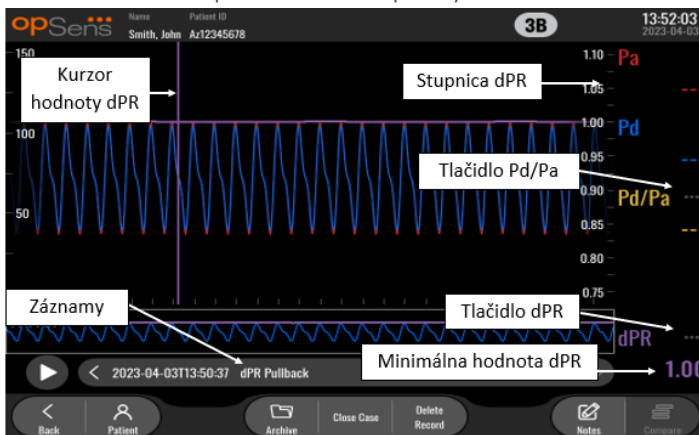 opSens
Name Patient ID
Smith, John Az12345678
3B
13:52:03
2023-04-03
150
Kurzor
hodnoty dPR
Stupnica dPR
1.10 Pa
1.05
--
100
1.00 Pd
--
0.95
Tlačidlo Pd/Pa
0.90 Pd/Pa
50
0.85
--
0.80
0.75
Záznamy
Tlačidlo dPR
dPR
Minimálna hodnota dPR
1.00
< 2023-04-03T13:50:37 dPR Pullback
Back
Patient
Archive
Close Case
Delete
Record
Notes
Compare